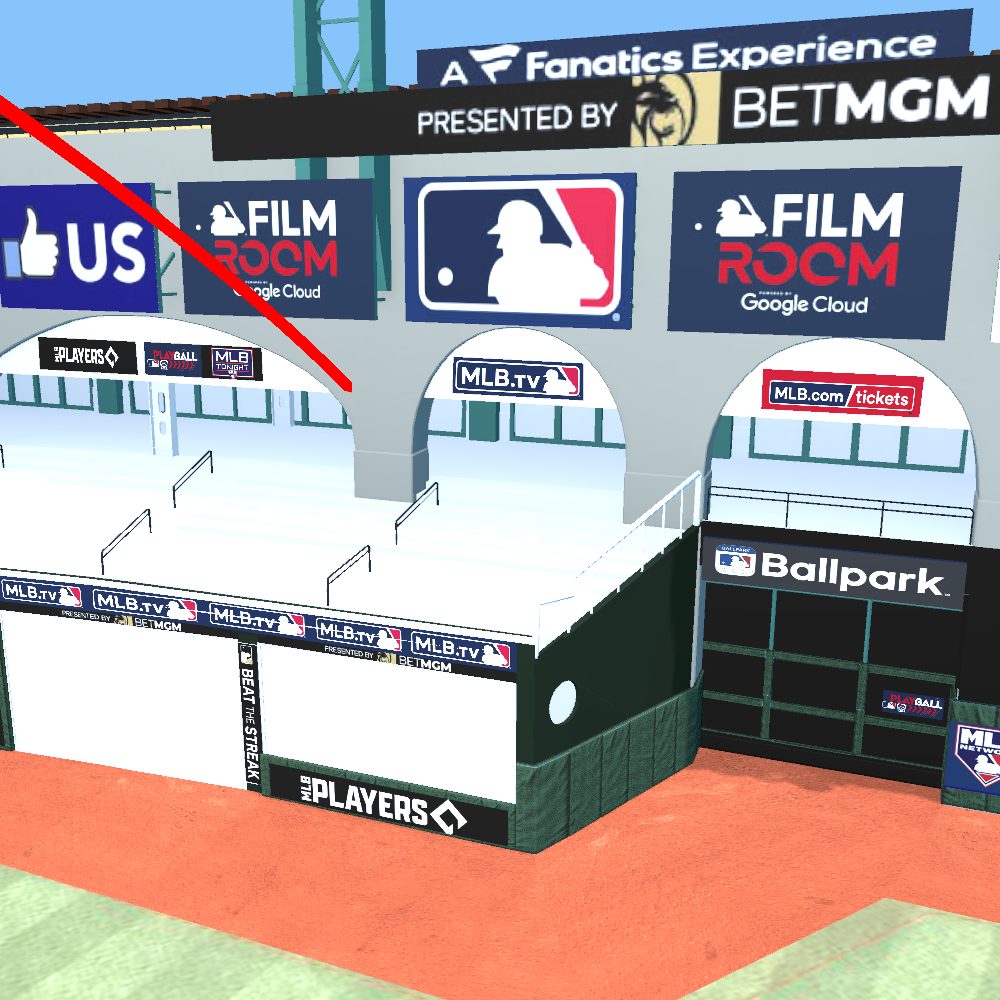 A Fanatics Experience
PRESENTED BY BETMGM
US
FILM
ROOM
Google Cloud
FILM
ROOM
POWERED BY
Google Cloud
MLB PLAYERS
PLAY BALL
MLB
TONIGHT
MLB.TV
MLB.com/tickets
BALLPARK
Ballpark
MLB.TV
MLB.TV
MLB.TV
MLB.TV
MLB.TV
PRESENTED BY BETMGM
PRESENTED BY BETMGM
BEAT THE STREAK
PLAY BALL
MLB PLAYERS